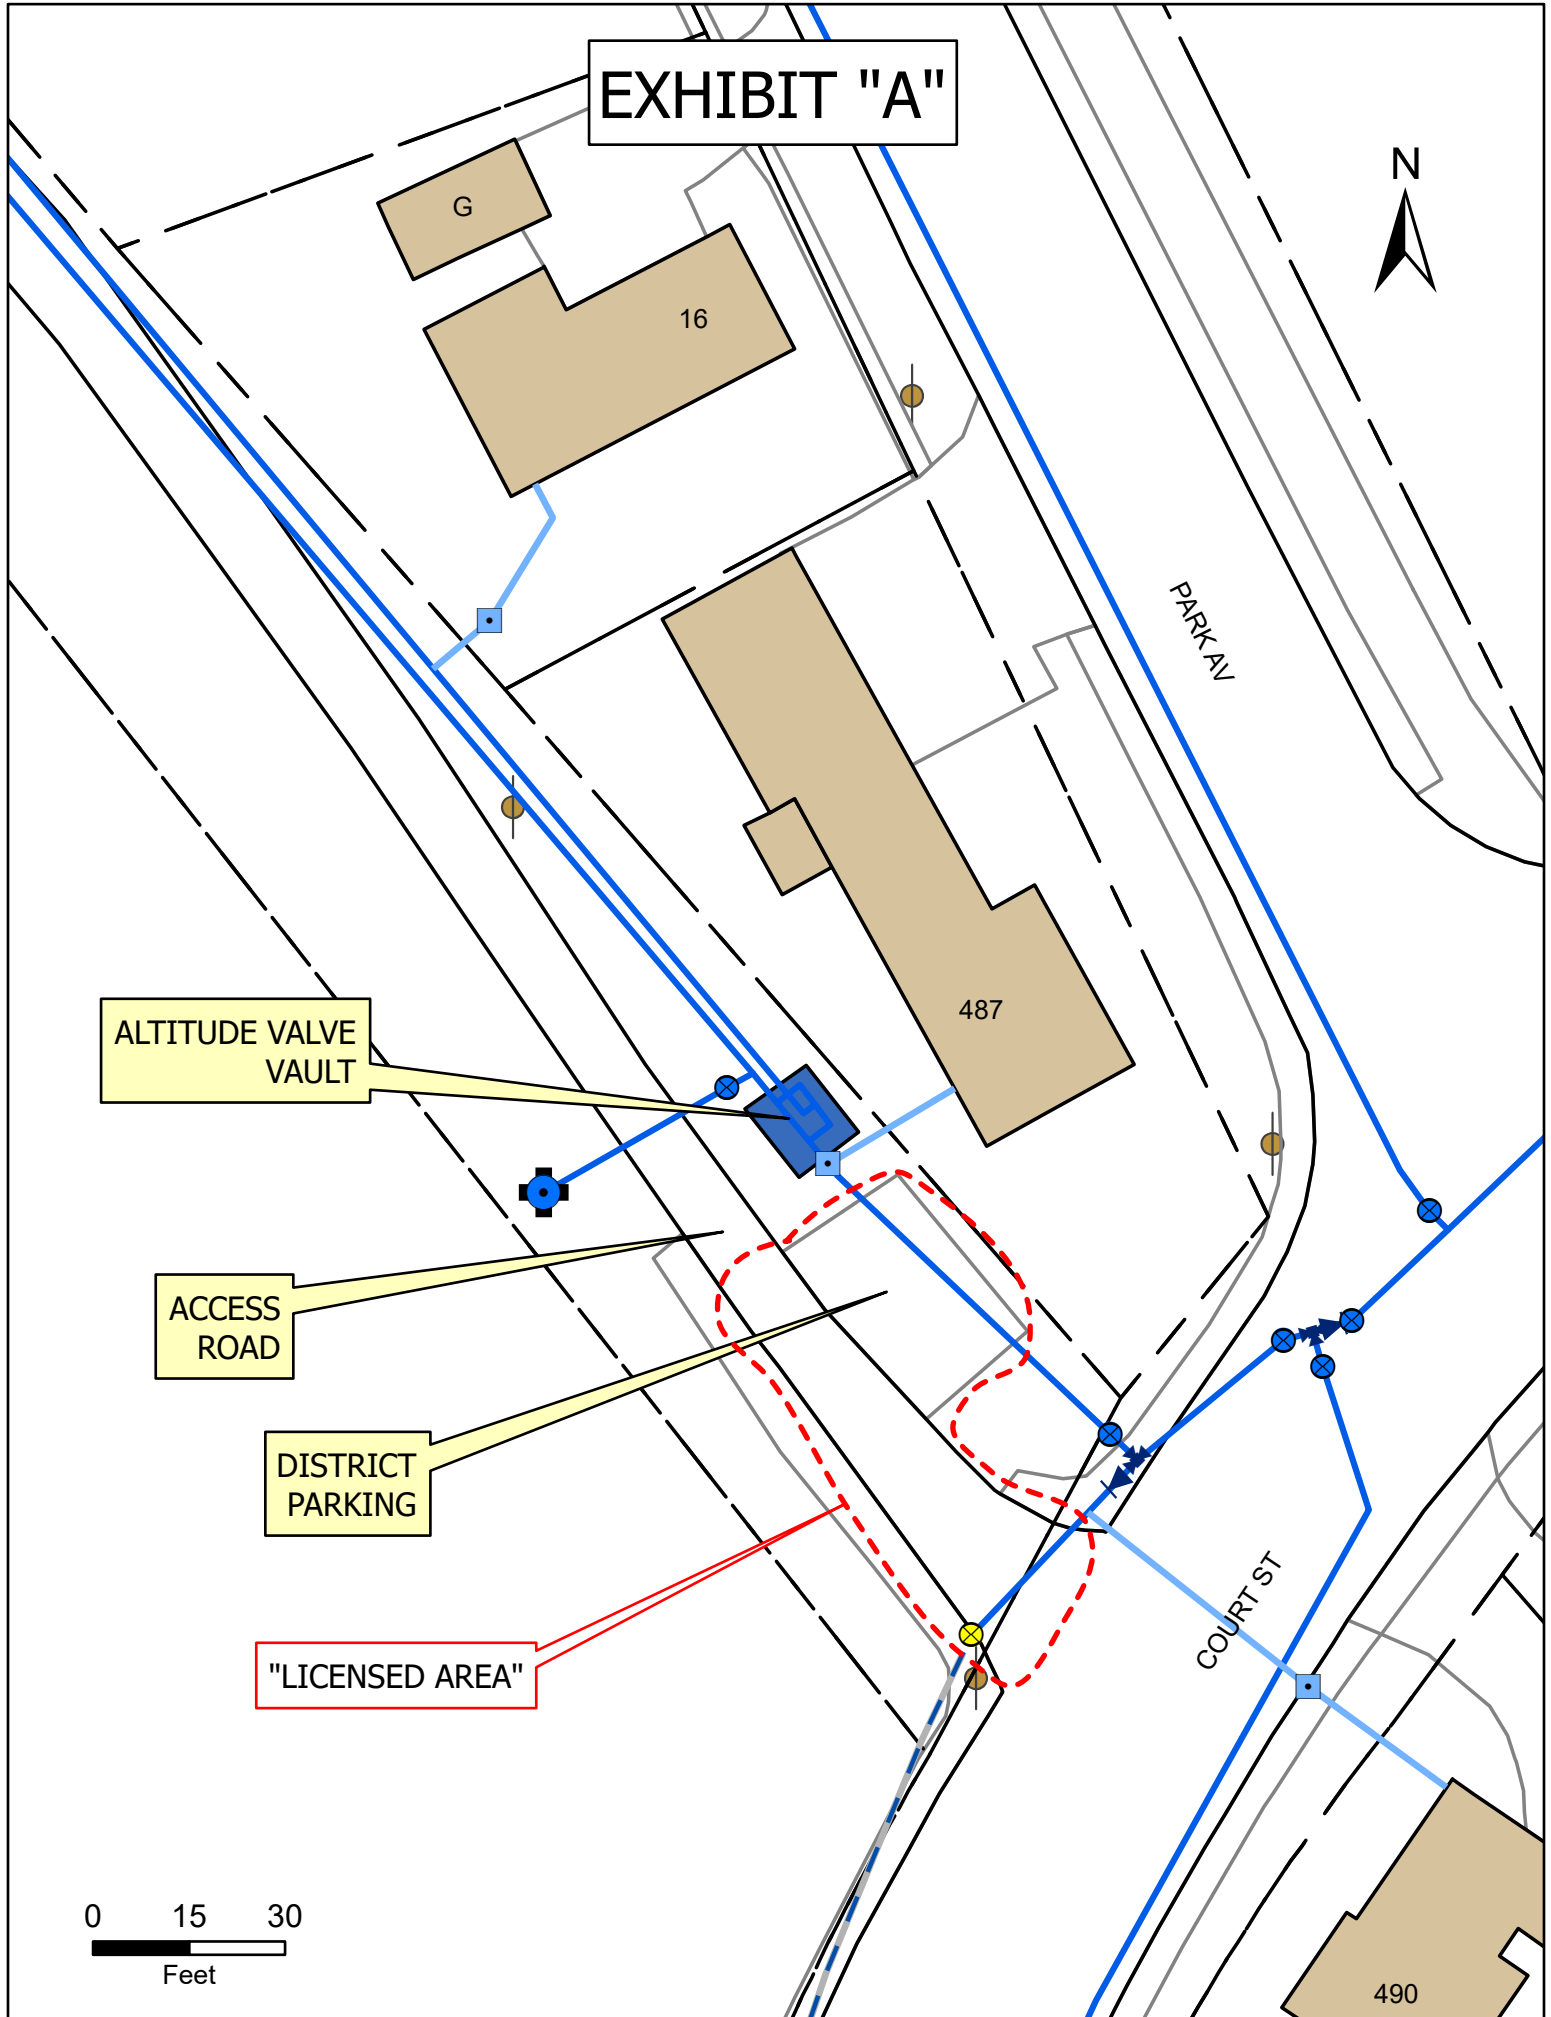 EXHIBIT "A"
N
G
16
PARK AV
487
ALTITUDE VALVE
VAULT
ACCESS
ROAD
DISTRICT
PARKING
"LICENSED AREA"
COURT ST
0 15 30
Feet
490